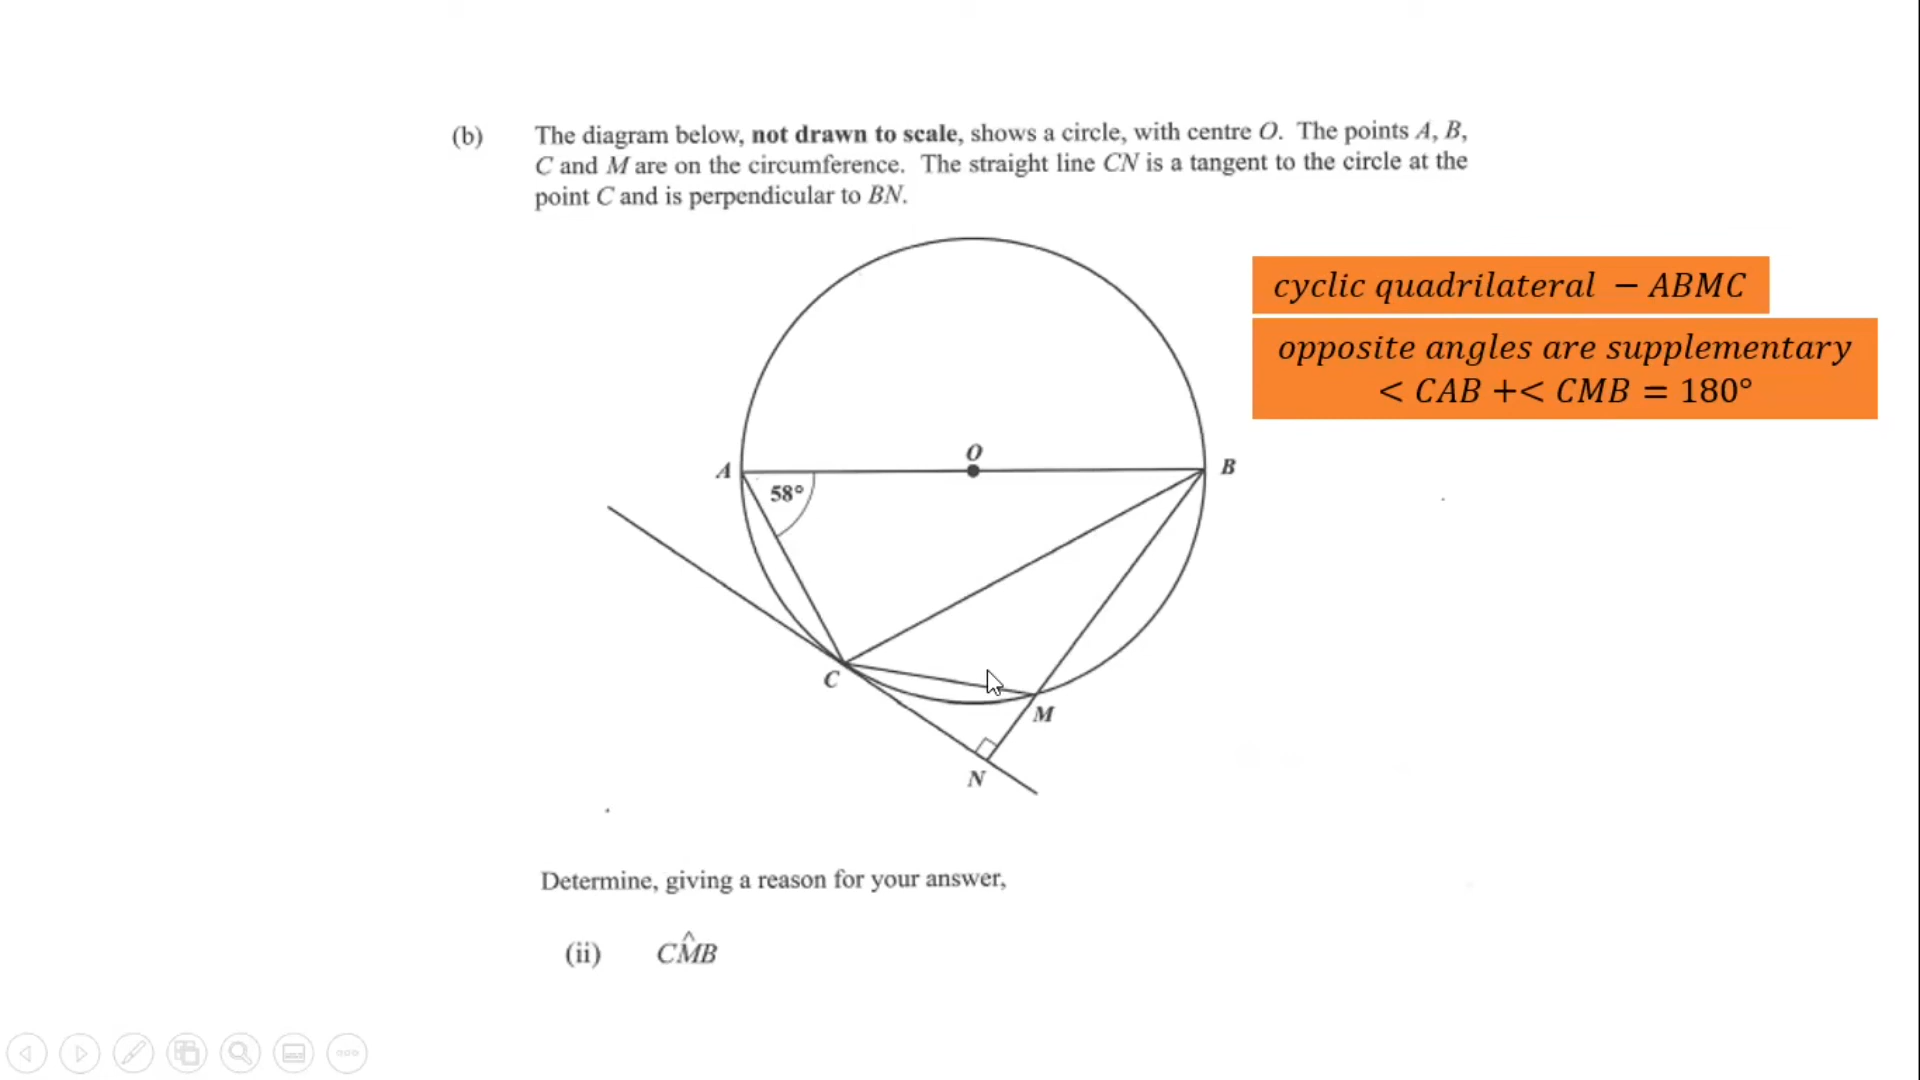 (b) The diagram below, not drawn to scale, shows a circle, with centre O. The points A, B,
C and M are on the circumference. The straight line CN is a tangent to the circle at the
point C and is perpendicular to BN.
cyclic quadrilateral − ABMC
opposite angles are supplementary
< CAB +< CMB = 180°
O
A
B
58°
C
M
N
Determine, giving a reason for your answer,
(ii) CM̂B